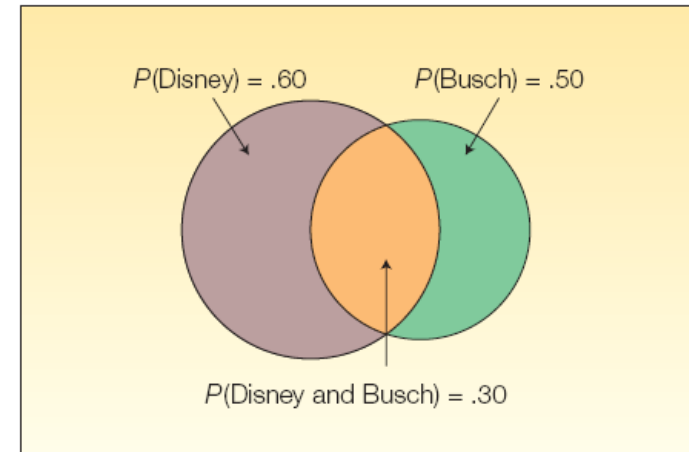 P(Disney) = .60
P(Busch) = .50
P(Disney and Busch) = .30